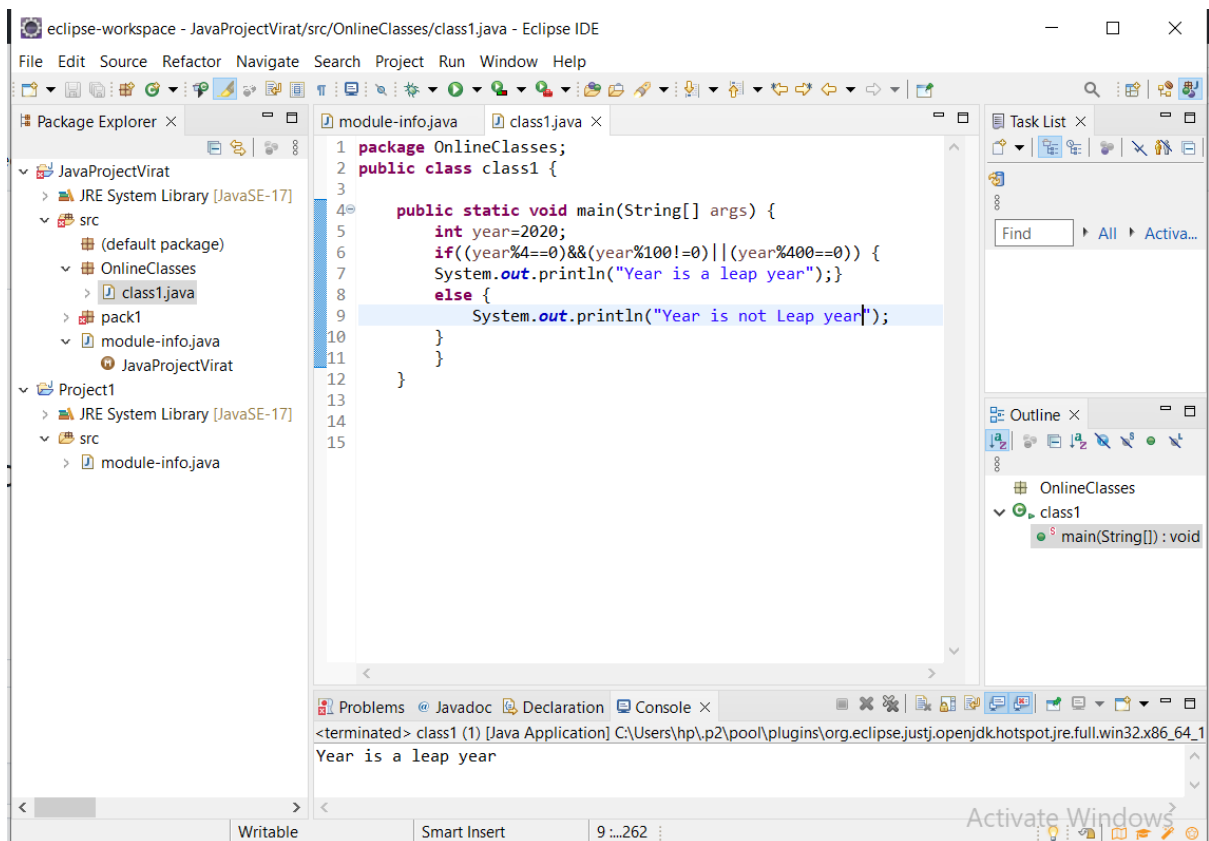 eclipse-workspace - JavaProjectVirat/src/OnlineClasses/class1.java - Eclipse IDE
File Edit Source Refactor Navigate Search Project Run Window Help
Package Explorer
JavaProjectVirat
JRE System Library [JavaSE-17]
src
(default package)
OnlineClasses
class1.java
pack1
module-info.java
JavaProjectVirat
Project1
JRE System Library [JavaSE-17]
src
module-info.java
module-info.java class1.java
1 package OnlineClasses;
2 public class class1 {
3
4 public static void main(String[] args) {
5 int year=2020;
6 if((year%4==0)&&(year%100!=0)||(year%400==0)) {
7 System.out.println("Year is a leap year");}
8 else {
9 System.out.println("Year is not Leap year");
10 }
11 }
12 }
13
14
15
Task List
Find All Activa...
Outline
OnlineClasses
class1
main(String[]) : void
Problems @ Javadoc Declaration Console
<terminated> class1 (1) [Java Application] C:\Users\hp\.p2\pool\plugins\org.eclipse.justj.openjdk.hotspot.jre.full.win32.x86_64_1
Year is a leap year
Activate Windows
Writable Smart Insert 9 :...262